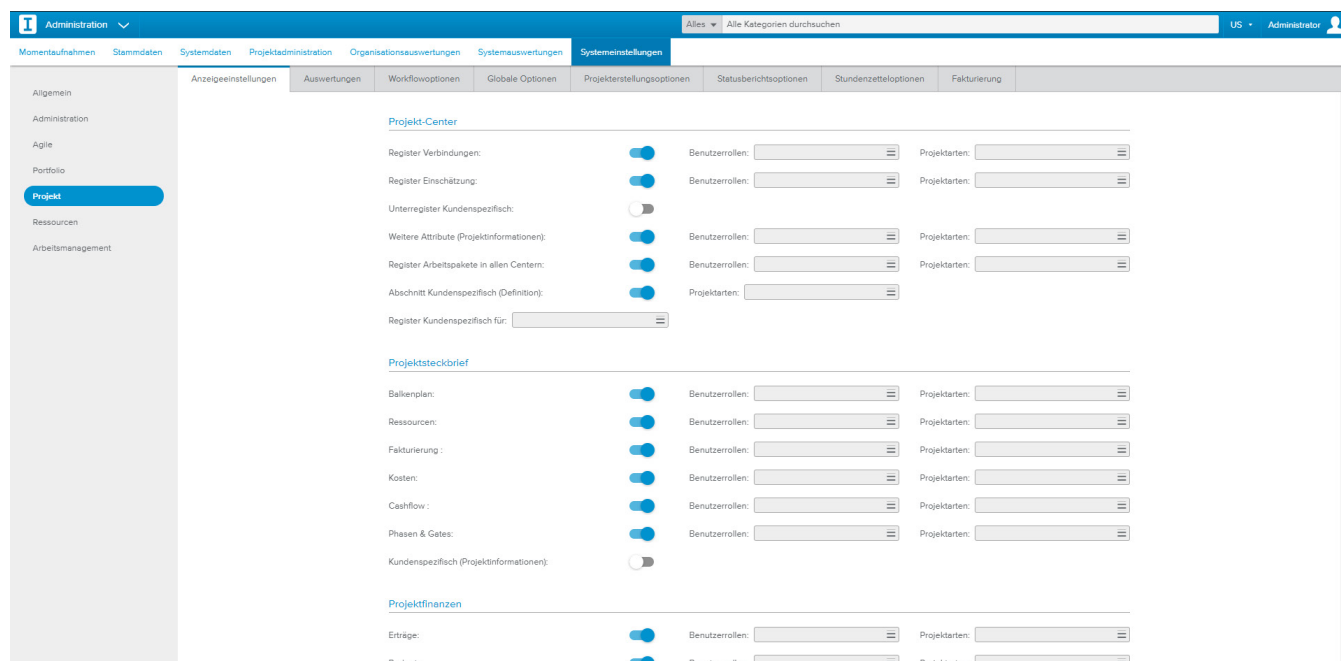 I Administration Alles Alle Kategorien durchsuchen US Administrator
Momentaufnahmen Stammdaten Systemdaten Projektadministration Organisationsauswertungen Systemauswertungen Systemeinstellungen
Anzeigeeinstellungen Auswertungen Workflowoptionen Globale Optionen Projekterstellungsoptionen Statusberichtsoptionen Stundenzetteloptionen Fakturierung
Allgemein
Administration
Agile
Portfolio
Projekt
Ressourcen
Arbeitsmanagement
Projekt-Center
Register Verbindungen: Benutzerrollen: Projektarten:
Register Einschätzung: Benutzerrollen: Projektarten:
Unterregister Kundenspezifisch:
Weitere Attribute (Projektinformationen): Benutzerrollen: Projektarten:
Register Arbeitspakete in allen Centern: Benutzerrollen: Projektarten:
Abschnitt Kundenspezifisch (Definition): Projektarten:
Register Kundenspezifisch für:
Projektsteckbrief
Balkenplan: Benutzerrollen: Projektarten:
Ressourcen: Benutzerrollen: Projektarten:
Fakturierung : Benutzerrollen: Projektarten:
Kosten: Benutzerrollen: Projektarten:
Cashflow : Benutzerrollen: Projektarten:
Phasen & Gates: Benutzerrollen: Projektarten:
Kundenspezifisch (Projektinformationen):
Projektfinanzen
Erträge: Benutzerrollen: Projektarten: